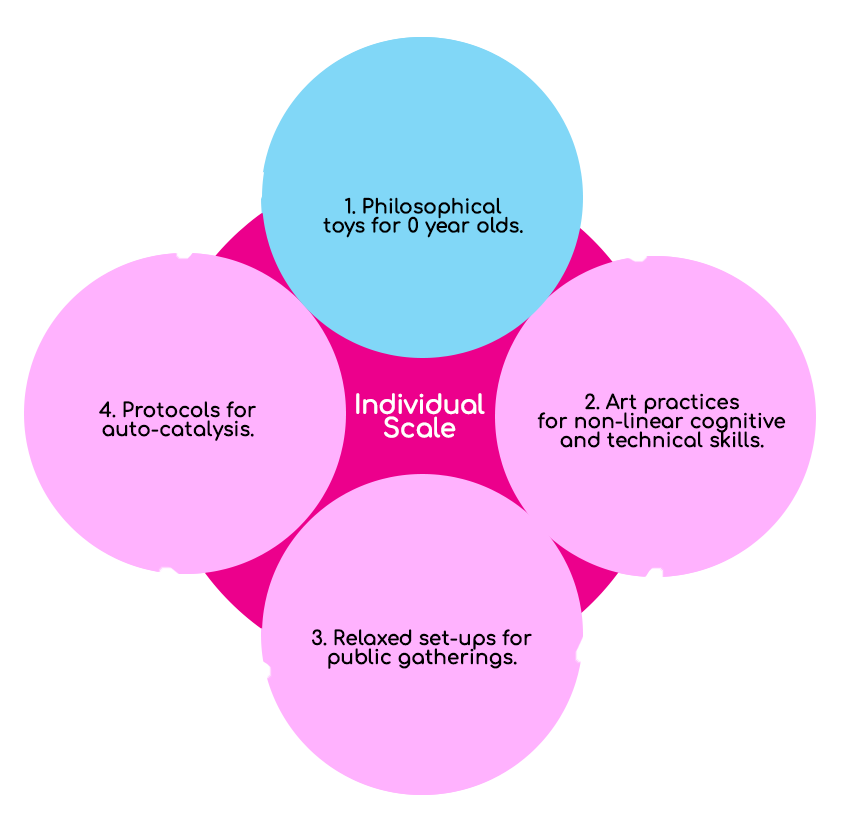 1. Philosophical
toys for 0 year olds.
Individual
Scale
2. Art practices
for non-linear cognitive
and technical skills.
4. Protocols for
auto-catalysis.
3. Relaxed set-ups for
public gatherings.